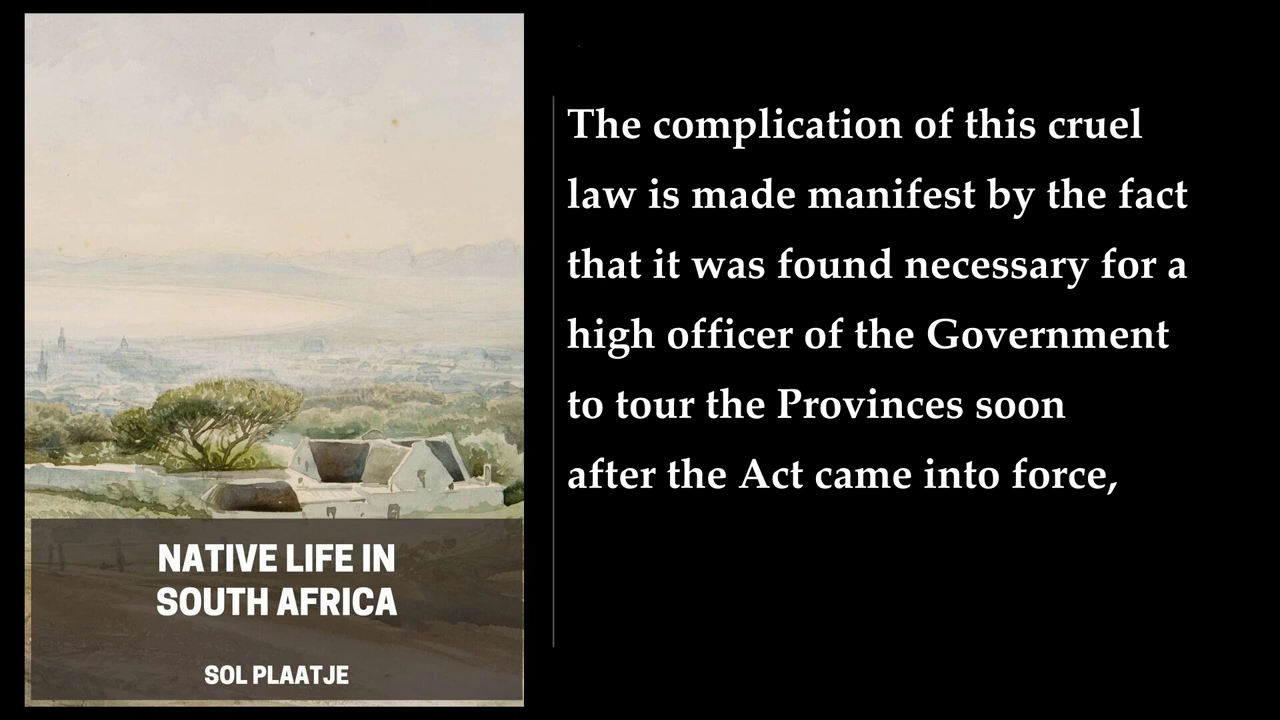 NATIVE LIFE IN
SOUTH AFRICA
SOL PLAATJE
The complication of this cruel
law is made manifest by the fact
that it was found necessary for a
high officer of the Government
to tour the Provinces soon
after the Act came into force,